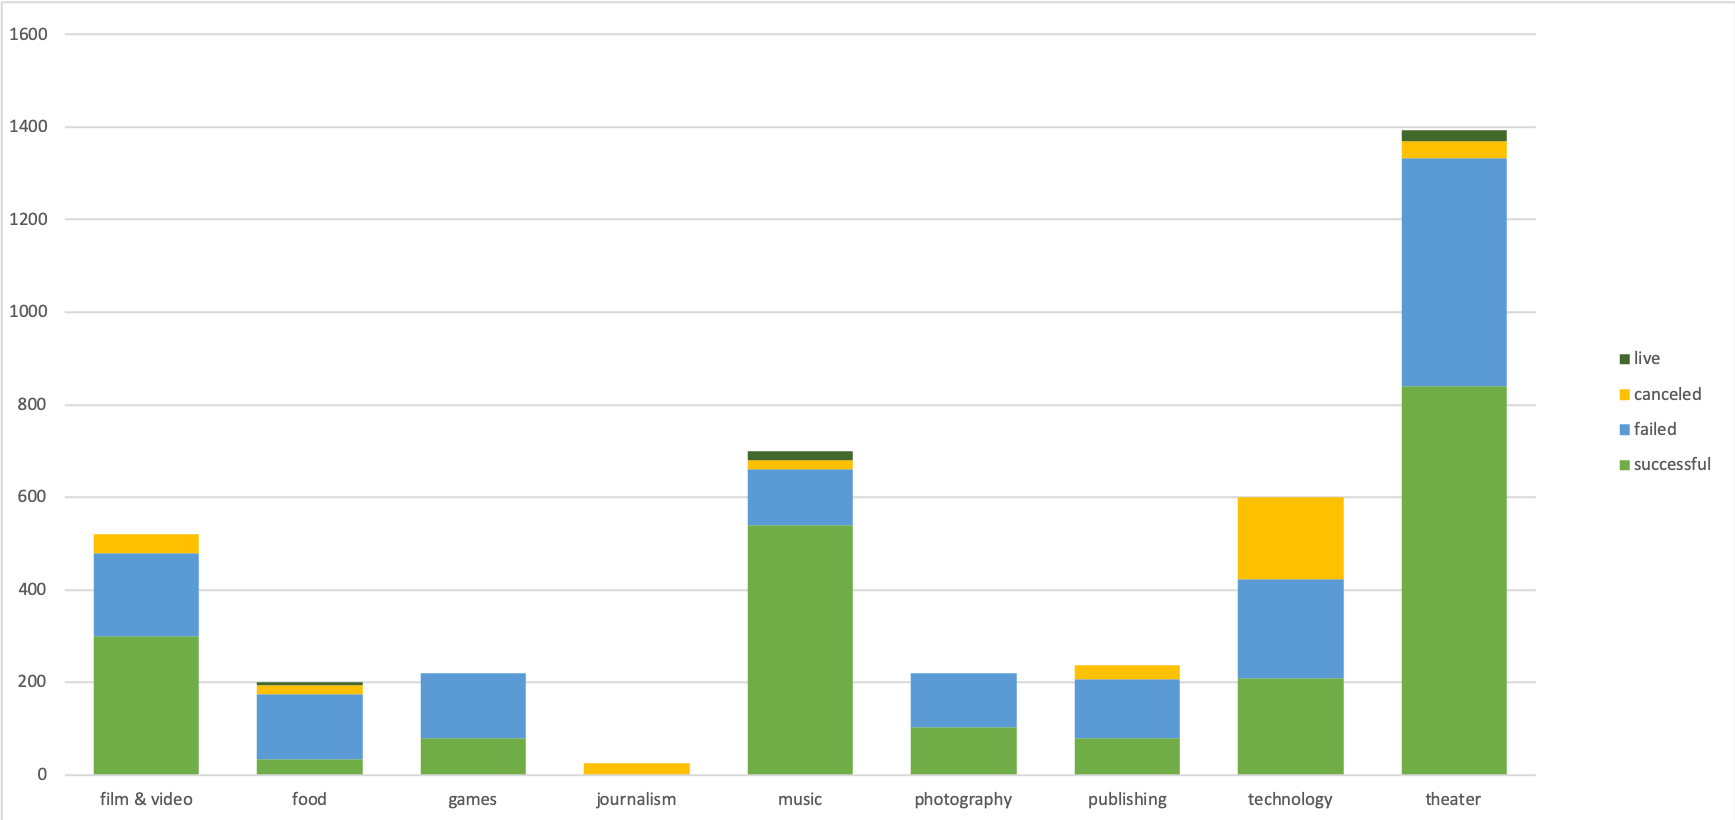 1600
1400
1200
1000
800
600
400
200
0
film & video food games journalism music photography publishing technology theater
live
canceled
failed
successful